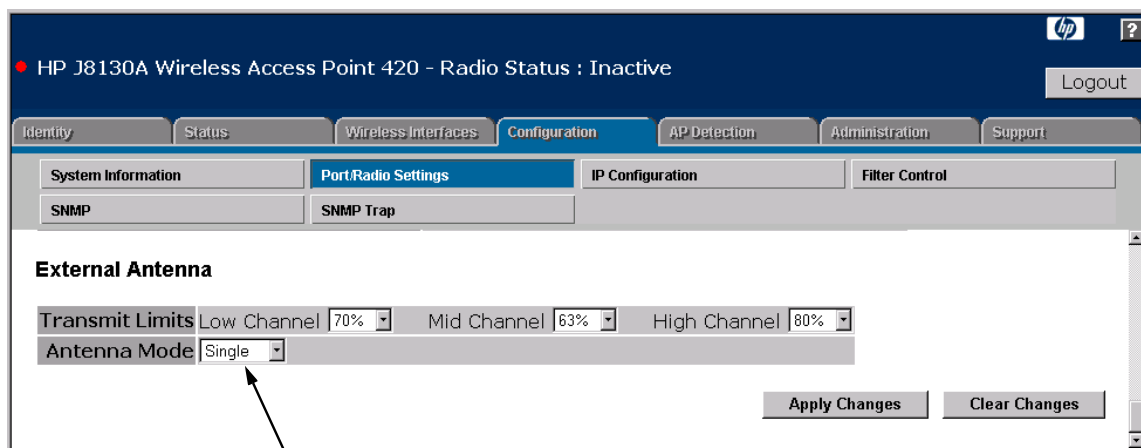 hp ?
HP J8130A Wireless Access Point 420 - Radio Status : Inactive
Logout
Identity Status Wireless Interfaces Configuration AP Detection Administration Support
System Information Port/Radio Settings IP Configuration Filter Control
SNMP SNMP Trap
External Antenna
Transmit Limits Low Channel 70% Mid Channel 63% High Channel 80%
Antenna Mode Single
Apply Changes Clear Changes